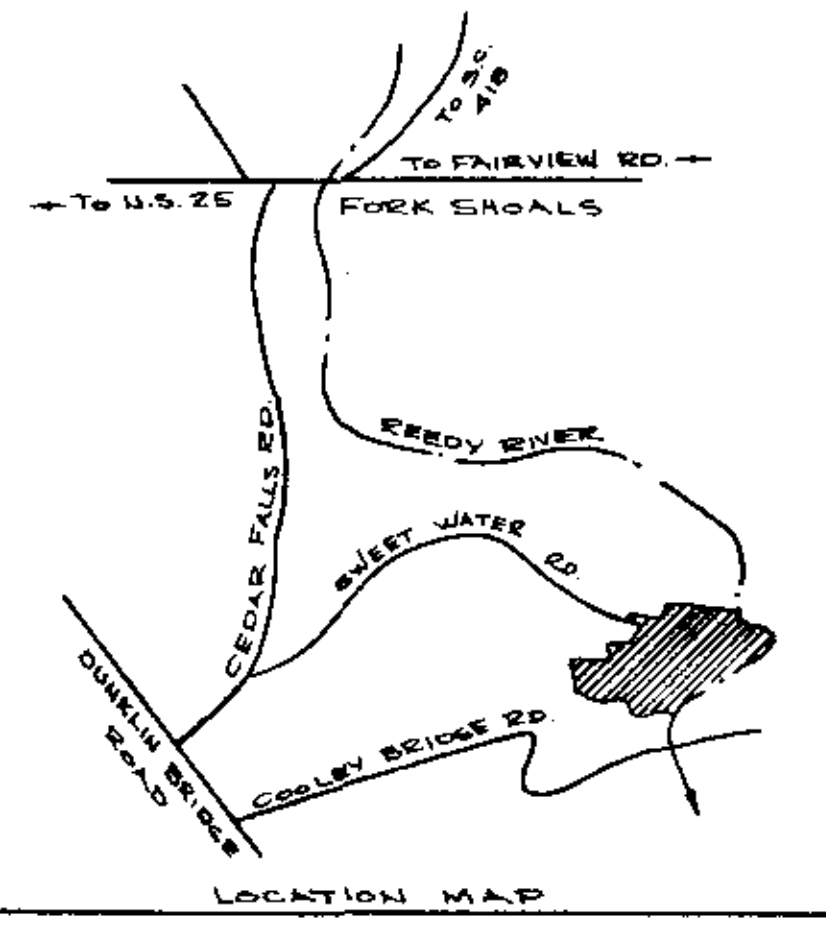 TO S.C.
418
TO FAIRVIEW RD.
TO U.S. 25
FORK SHOALS
REEDY RIVER
CEDAR FALLS RD.
SWEET WATER RD.
DUNKLIN BRIDGE
ROAD
COOLEY BRIDGE RD.
LOCATION MAP